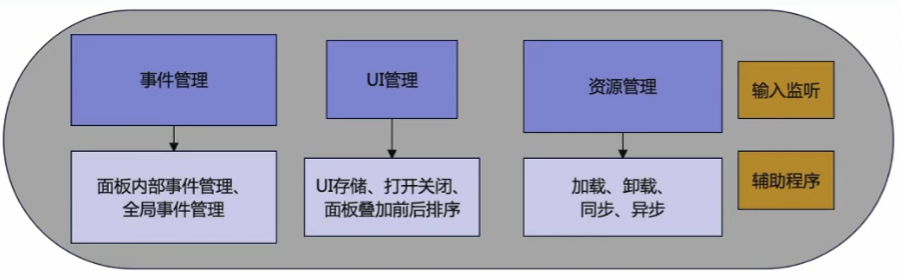 事件管理
UI管理
资源管理
输入监听
面板内部事件管理、
全局事件管理
UI存储、打开关闭、
面板叠加前后排序
加载、卸载、
同步、异步
辅助程序